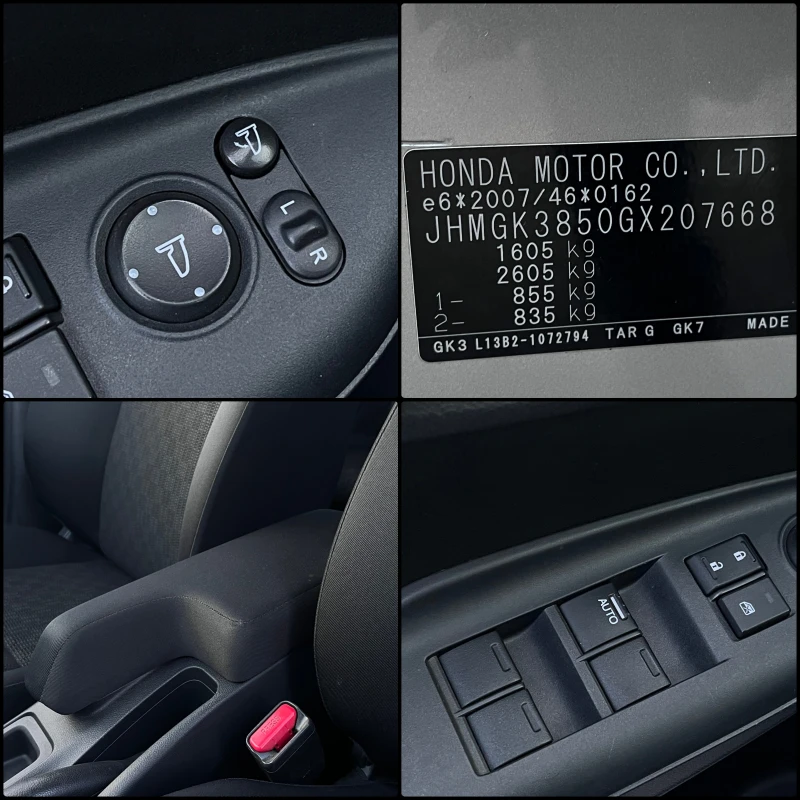 L
R
HONDA MOTOR CO.,LTD.
e6*2007/46*0162
JHMGK3850GX207668
1605 kg
2605 kg
1- 855 kg
2- 835 kg
GK3 L13B2-1072794 TAR G GK7 MADE
AUTO